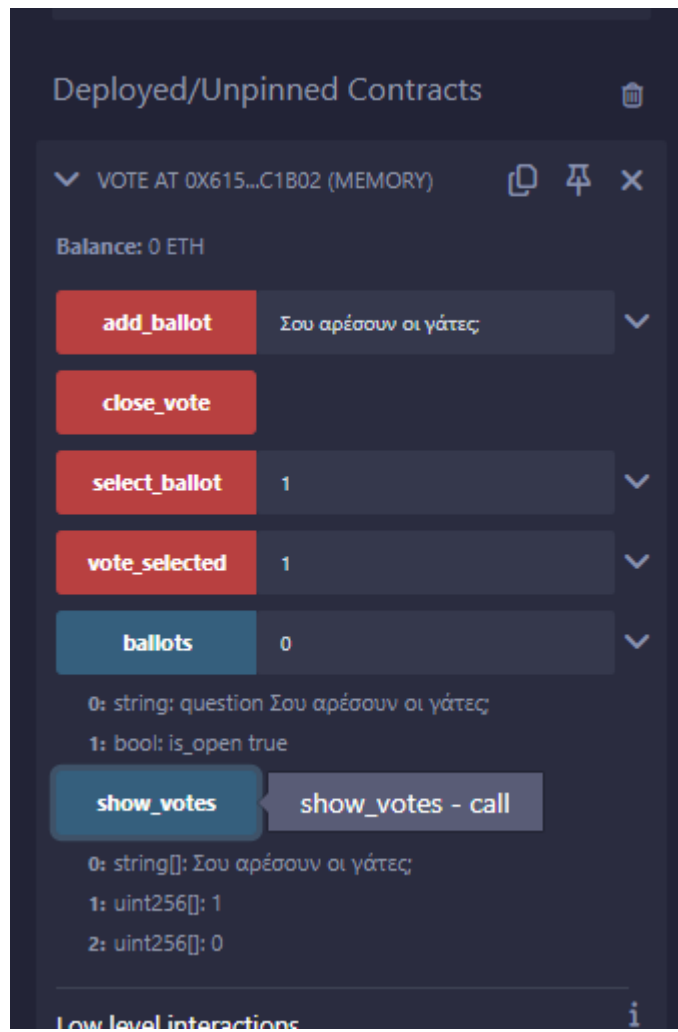 Deployed/Unpinned Contracts
VOTE AT 0X615...C1B02 (MEMORY)
Balance: 0 ETH
add_ballot Σου αρέσουν οι γάτες;
close_vote
select_ballot 1
vote_selected 1
ballots 0
0: string: question Σου αρέσουν οι γάτες;
1: bool: is_open true
show_votes show_votes - call
0: string[]: Σου αρέσουν οι γάτες;
1: uint256[]: 1
2: uint256[]: 0
Low level interactions i